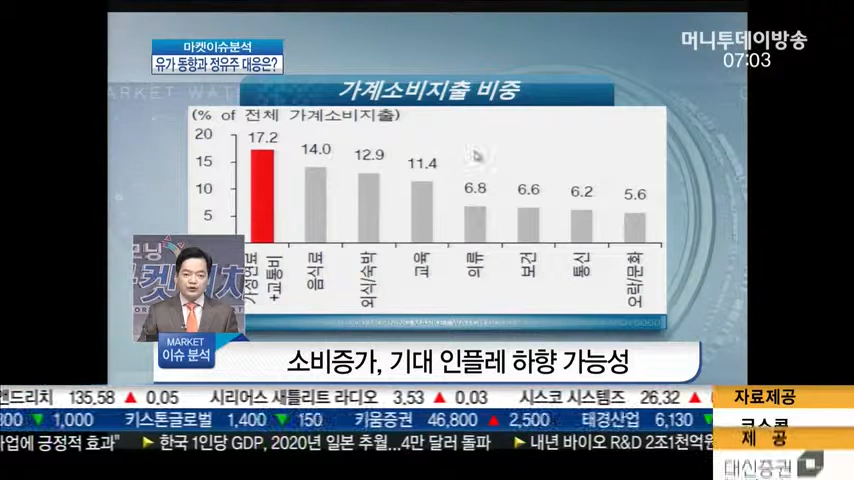 마켓이슈분석
유가 동향과 정유주 대응은?
머니투데이방송
07:03
가계소비지출 비중
(% of 전체 가계소비지출)
20
15
10
5
17.2
14.0
12.9
11.4
6.8
6.6
6.2
5.6
가정연료
+교통비
음식료
외식/숙박
교육
의류
보건
통신
오락/문화
모닝
MARKET
이슈 분석
소비증가, 기대 인플레 하향 가능성
앤드리치 135,58 ▲ 0,05 시리어스 새틀리트 라디오 3,53 ▲ 0,03 시스코 시스템즈 26,32 ▲
800 ▼ 1,000 키스톤글로벌 1,400 ▼ 150 키움증권 46,800 ▲ 2,500 태경산업 6,130 ▼
사업에 긍정적 효과" ▶ 한국 1인당 GDP, 2020년 일본 추월...4만 달러 돌파 ▶ 내년 바이오 R&D 2조1천억원
자료제공
제 공
대신증권